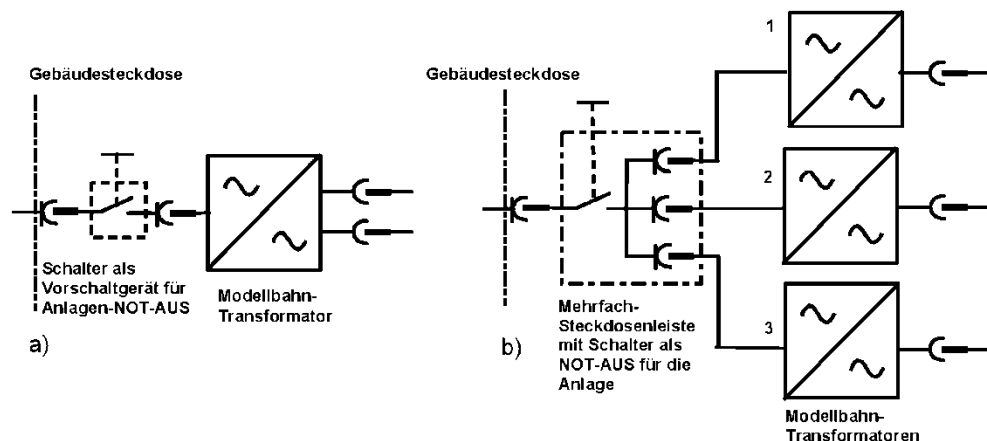 Gebäudesteckdose
Schalter als
Vorschaltgerät für
Anlagen-NOT-AUS
Modellbahn-
Transformator
a)
Gebäudesteckdose
1
2
3
Mehrfach-
Steckdosenleiste
mit Schalter als
NOT-AUS für die
Anlage
b)
Modellbahn-
Transformatoren